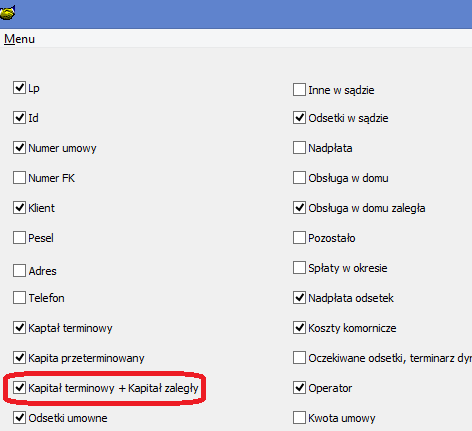 Menu
Lp
Id
Numer umowy
Numer FK
Klient
Pesel
Adres
Telefon
Kaptał terminowy
Kapita przeterminowany
Kapitał terminowy + Kapitał zaległy
Odsetki umowne
Inne w sądzie
Odsetki w sądzie
Nadpłata
Obsługa w domu
Obsługa w domu zaległa
Pozostało
Spłaty w okresie
Nadpłata odsetek
Koszty komornicze
Oczekiwane odsetki, terminarz dyr
Operator
Kwota umowy